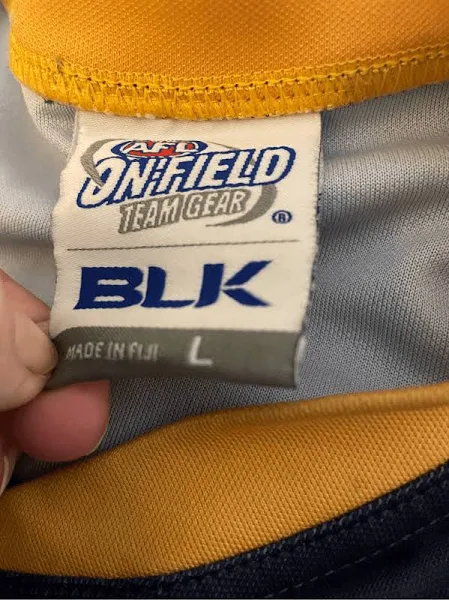 AFL
ON-FIELD
TEAM GEAR ®
BLK
MADE IN FIJI L